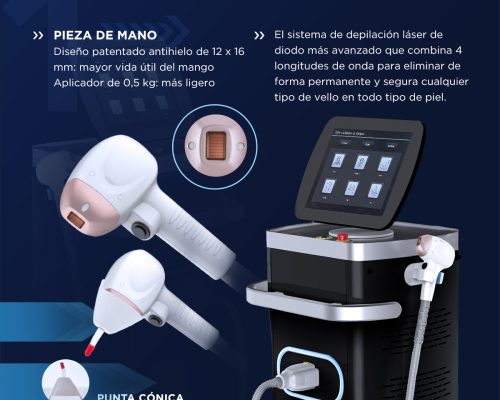 PIEZA DE MANO
Diseño patentado antihielo de 12 x 16
mm: mayor vida útil del mango
Aplicador de 0,5 kg: más ligero
El sistema de depilación láser de
diodo más avanzado que combina 4
longitudes de onda para eliminar de
forma permanente y segura cualquier
tipo de vello en todo tipo de piel.
PUNTA CÓNICA